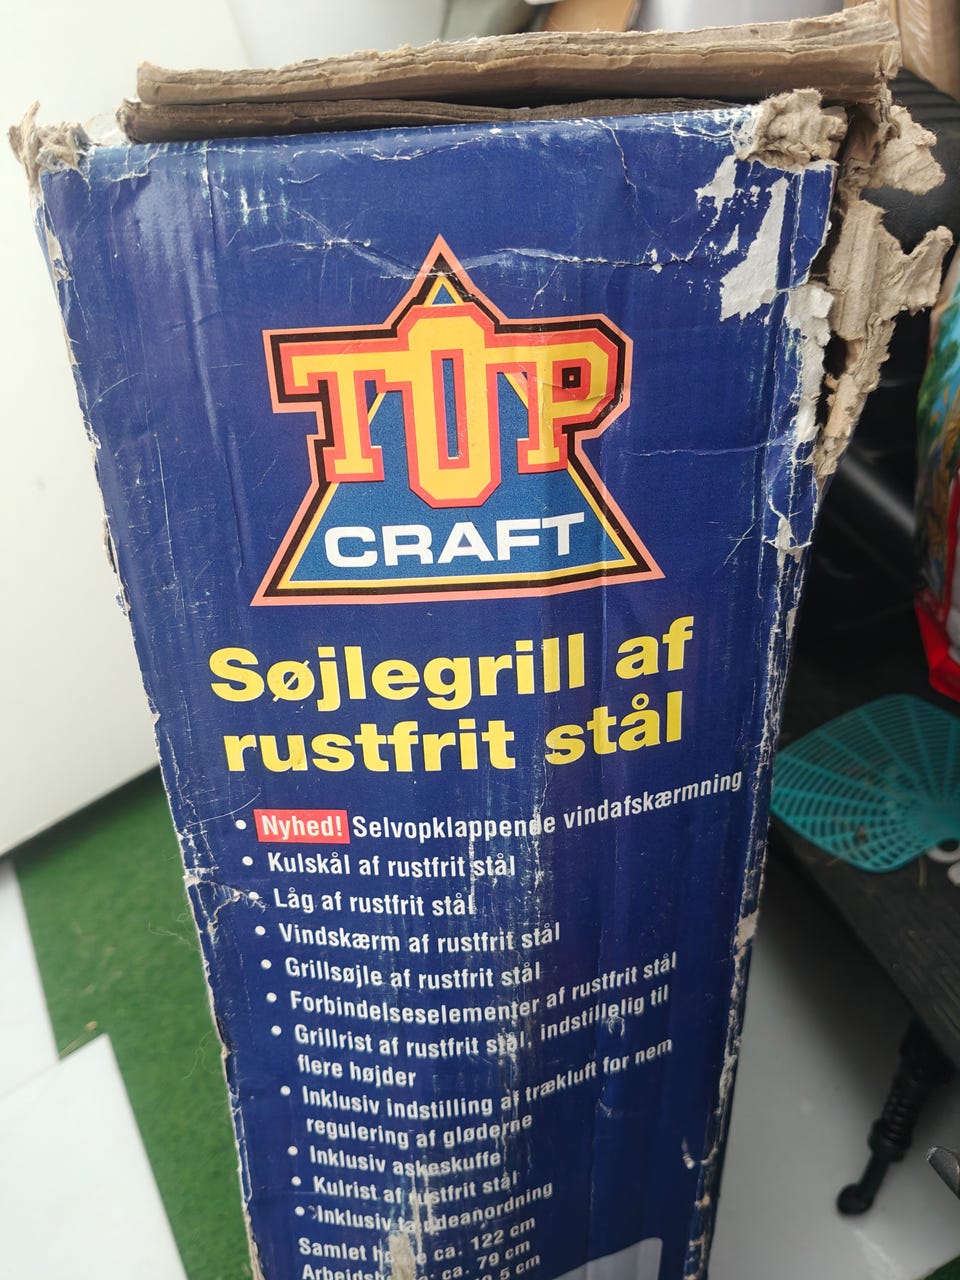 TOP
CRAFT
Søjlegrill af
rustfrit stål
• Nyhed! Selvopklappende vindafskærmning
• Kulskål af rustfrit stål
• Låg af rustfrit stål
• Vindskærm af rustfrit stål
• Grillsøjle af rustfrit stål
• Forbindelseselementer af rustfrit stål
• Grillrist af rustfrit stål, indstillelig til
flere højder
• Inklusiv indstilling af trækluft for nem
regulering af gløderne
• Inklusiv askeskuffe
• Kulrist af rustfrit stål
• Inklusiv
Samlet ca. 122 cm
ca. 79 cm
cm